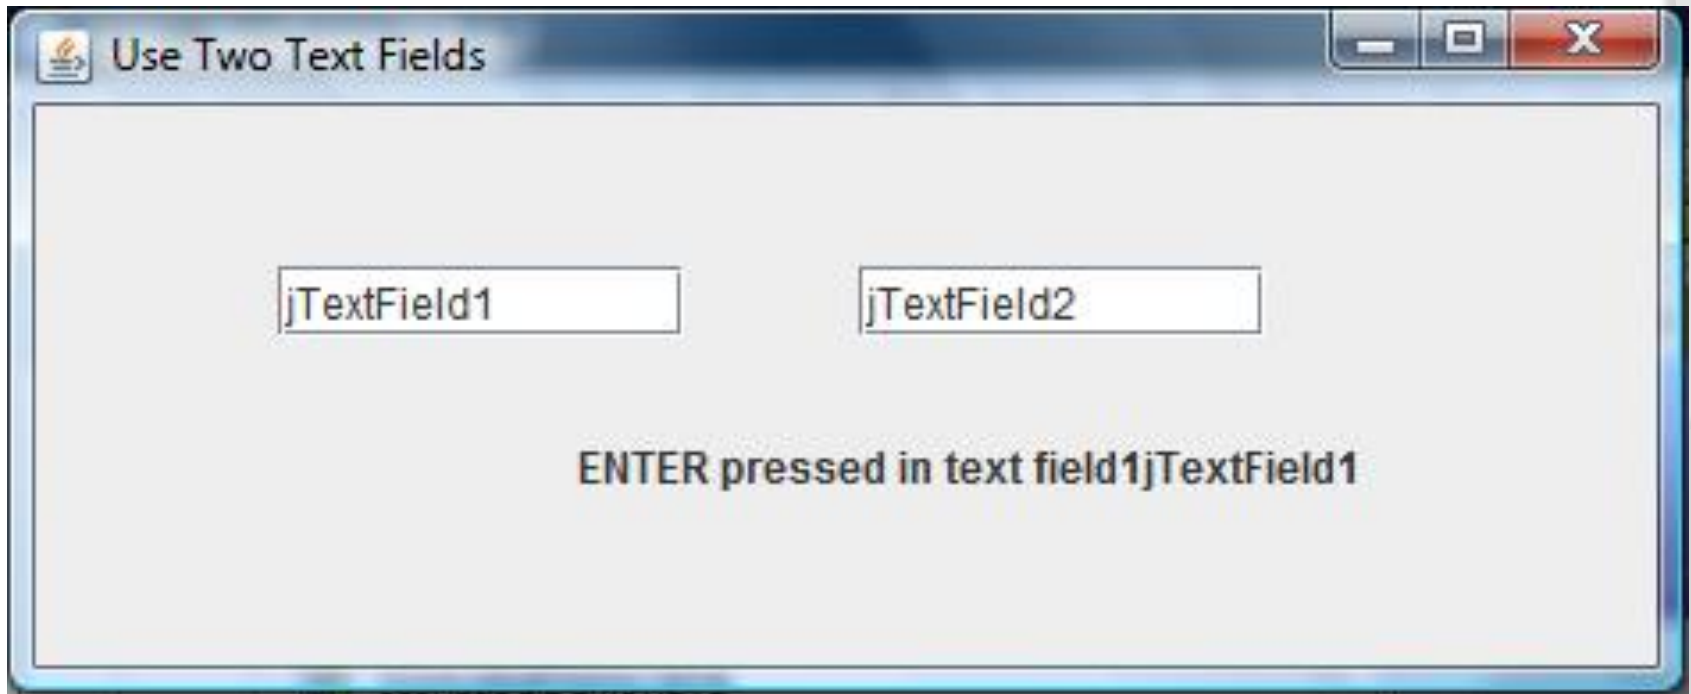 Use Two Text Fields
jTextField1 jTextField2
ENTER pressed in text field1jTextField1